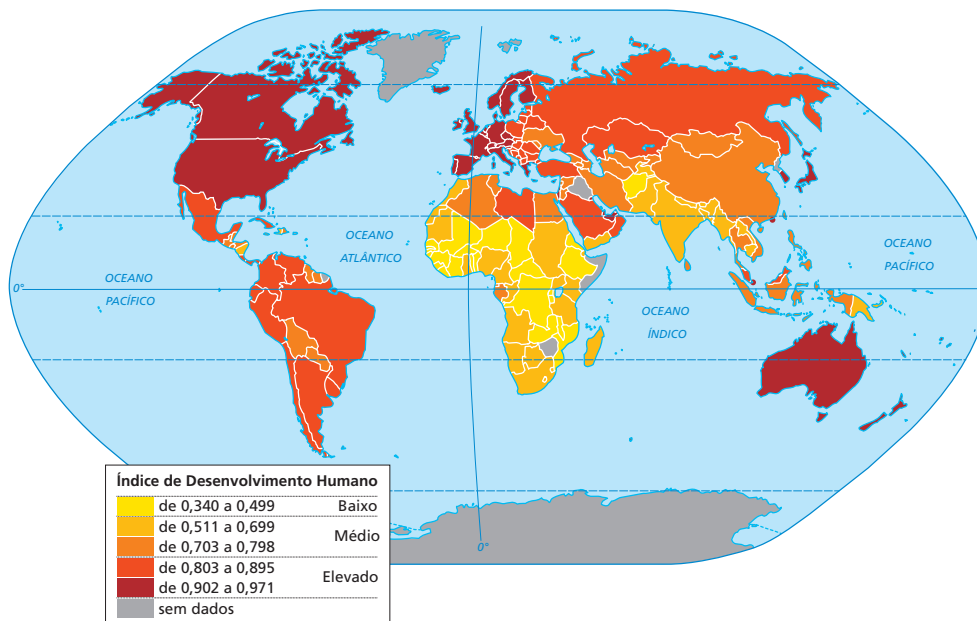 OCEANO
ATLÂNTICO
OCEANO
PACÍFICO
OCEANO
PACÍFICO
0°
OCEANO
ÍNDICO
0°
Índice de Desenvolvimento Humano
de 0,340 a 0,499 Baixo
de 0,511 a 0,699
Médio
de 0,703 a 0,798
de 0,803 a 0,895
Elevado
de 0,902 a 0,971
sem dados